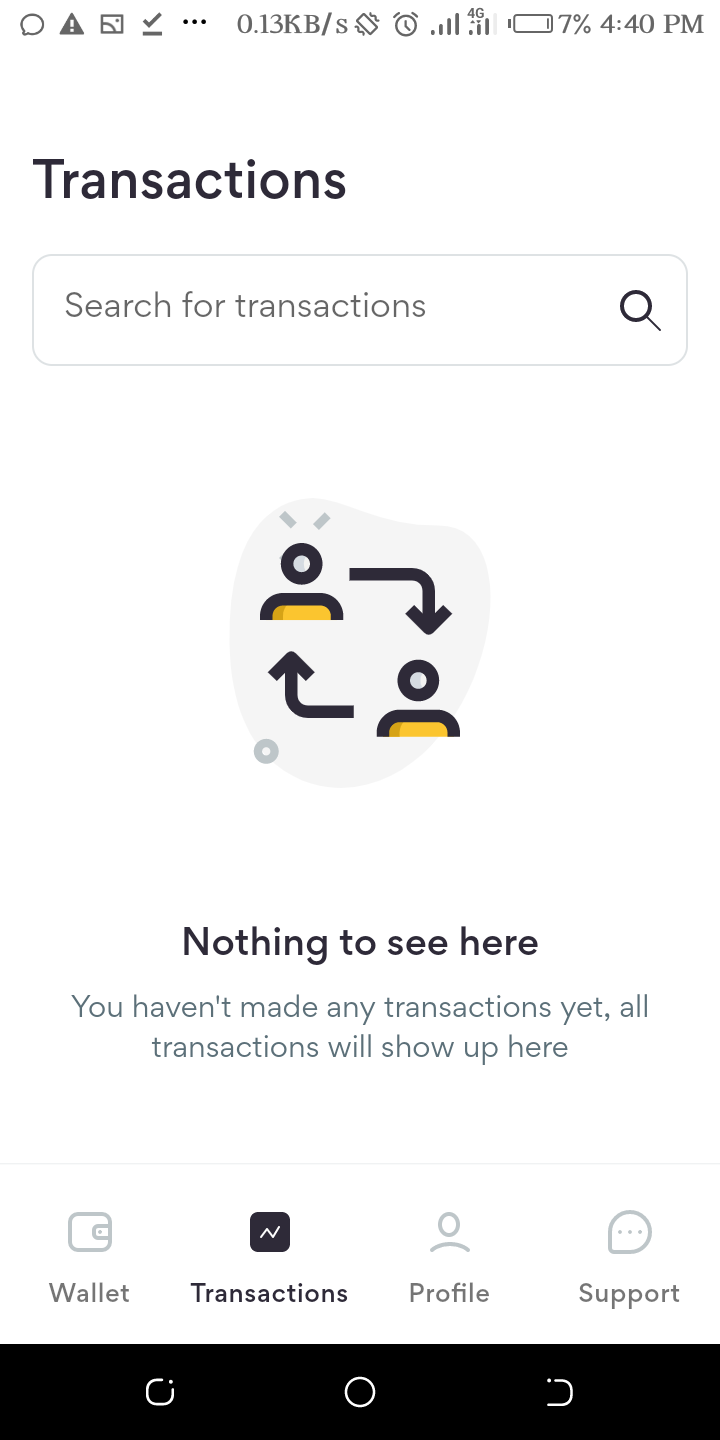 0.13KB/s 4G 7% 4:40 PM
Transactions
Search for transactions
Nothing to see here
You haven't made any transactions yet, all
transactions will show up here
Wallet Transactions Profile Support